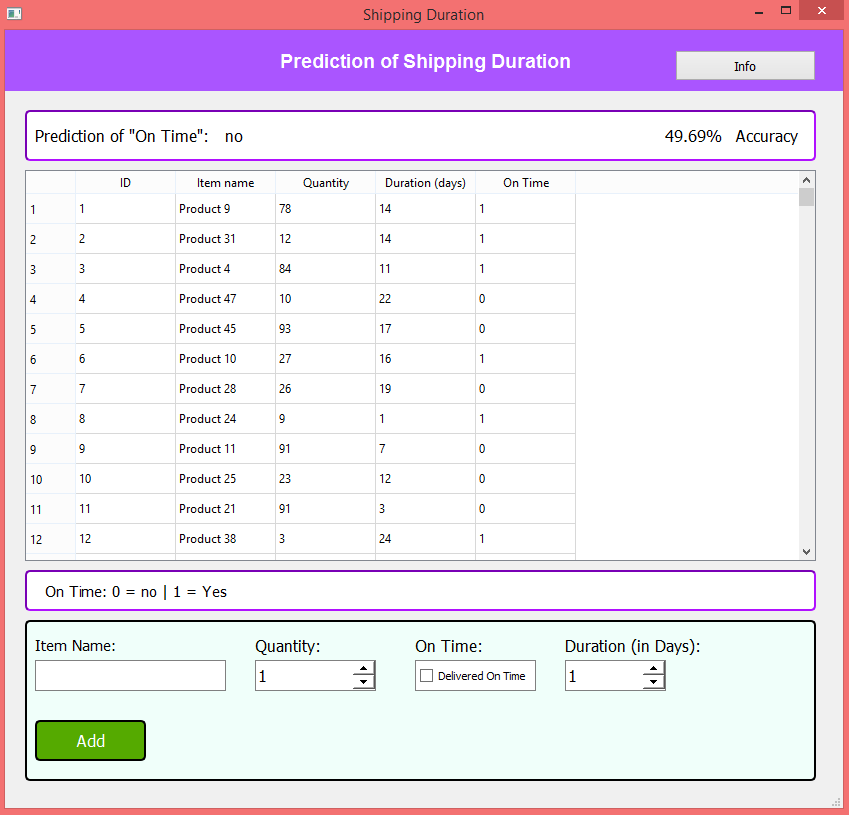 Shipping Duration
Prediction of Shipping Duration
Info
Prediction of "On Time": no 49.69% Accuracy
ID Item name Quantity Duration (days) On Time
1 1 Product 9 78 14 1
2 2 Product 31 12 14 1
3 3 Product 4 84 11 1
4 4 Product 47 10 22 0
5 5 Product 45 93 17 0
6 6 Product 10 27 16 1
7 7 Product 28 26 19 0
8 8 Product 24 9 1 1
9 9 Product 11 91 7 0
10 10 Product 25 23 12 0
11 11 Product 21 91 3 0
12 12 Product 38 3 24 1
On Time: 0 = no | 1 = Yes
Item Name: Quantity: On Time: Duration (in Days):
1 Delivered On Time 1
Add